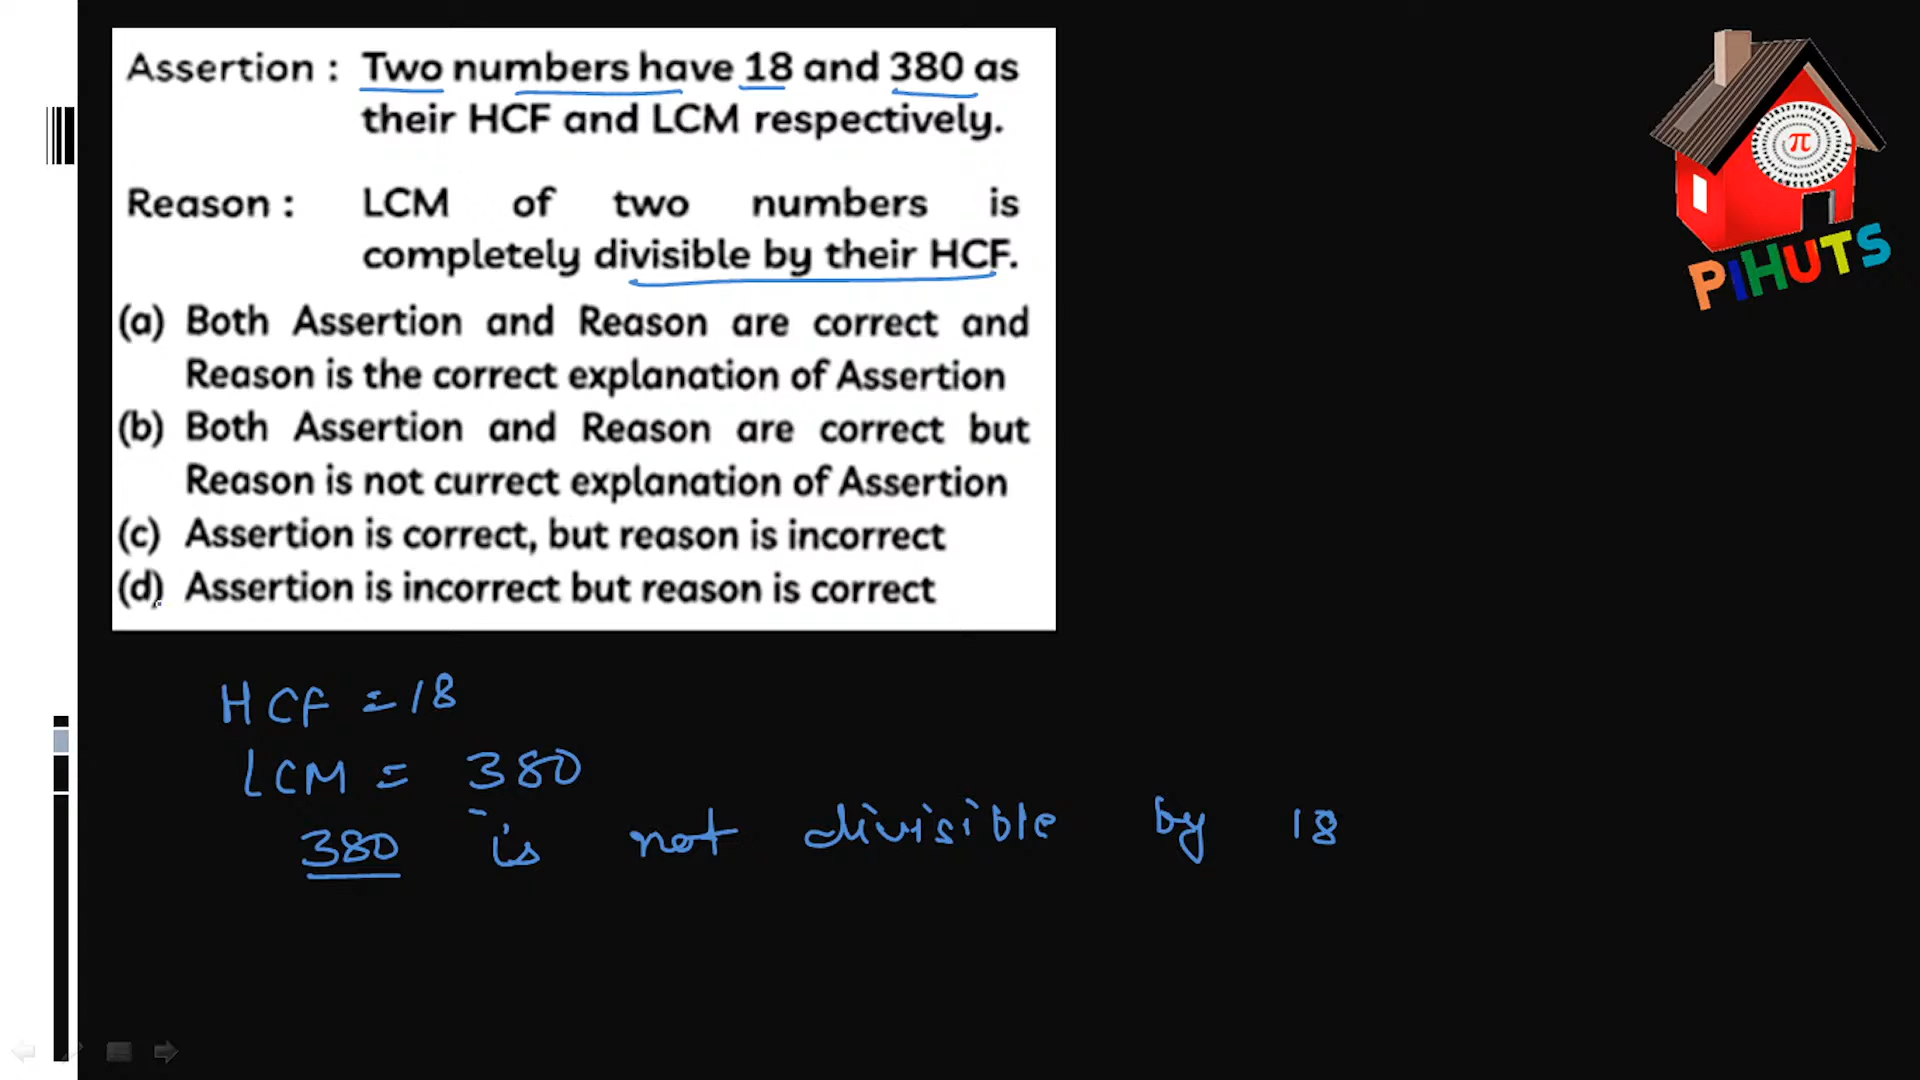 Assertion : Two numbers have 18 and 380 as
their HCF and LCM respectively.
Reason : LCM of two numbers is
completely divisible by their HCF.
(a) Both Assertion and Reason are correct and
Reason is the correct explanation of Assertion
(b) Both Assertion and Reason are correct but
Reason is not currect explanation of Assertion
(c) Assertion is correct, but reason is incorrect
(d) Assertion is incorrect but reason is correct
HCF = 18
LCM = 380
380 is not divisible by 18
π
PIHUTS